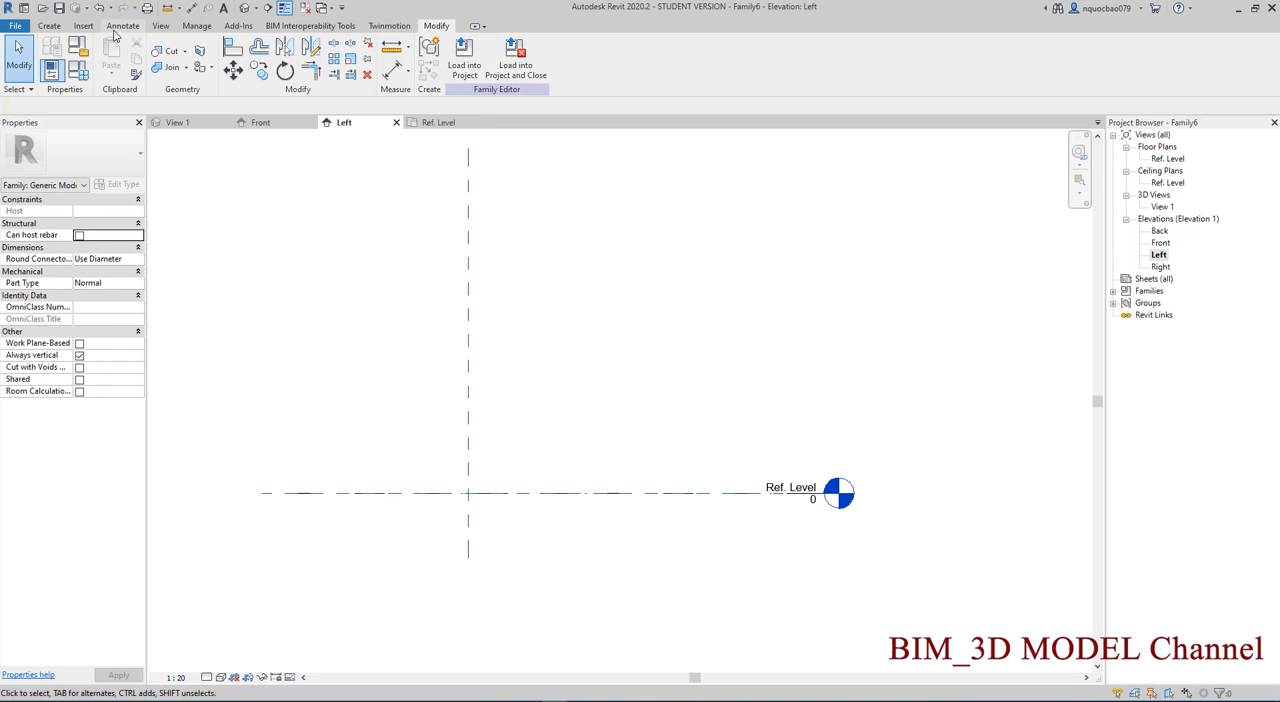 Autodesk Revit 2020.2 - STUDENT VERSION - Family6 - Elevation: Left
nquocbao079
File Create Insert Annotate View Manage Add-Ins BIM Interoperability Tools Twinmotion Modify
Modify
Paste
Cut
Join
Load into Project
Load into Project and Close
Select Properties Clipboard Geometry Modify Measure Create Family Editor
Properties
View 1 Front Left Ref. Level
Project Browser - Family6
Family: Generic Mode Edit Type
Constraints
Host
Structural
Can host rebar
Dimensions
Round Connecto... Use Diameter
Mechanical
Part Type Normal
Identity Data
OmniClass Num...
OmniClass Title
Other
Work Plane-Based
Always vertical
Cut with Voids ...
Shared
Room Calculatio...
Properties help Apply
Ref. Level
0
Views (all)
Floor Plans
Ref. Level
Ceiling Plans
Ref. Level
3D Views
View 1
Elevations (Elevation 1)
Back
Front
Left
Right
Sheets (all)
Families
Groups
Revit Links
BIM_3D MODEL Channel
1 : 20
Click to select, TAB for alternates, CTRL adds, SHIFT unselects.
:0